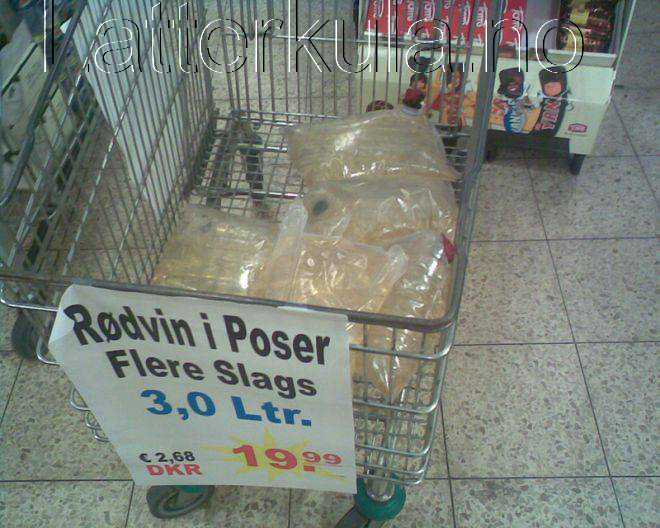 Latterkula.no
Rødvin i Poser
Flere Slags
3,0 Ltr.
€ 2,68
DKR 19.99